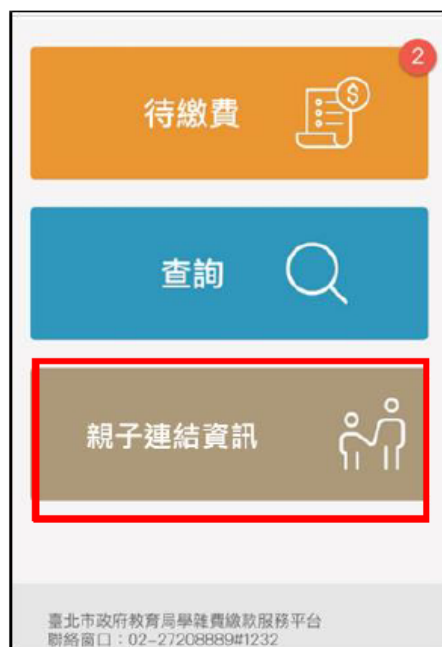 2
待繳費
查詢
親子連結資訊
臺北市政府教育局學雜費繳款服務平台
聯絡窗口：02-27208889#1232